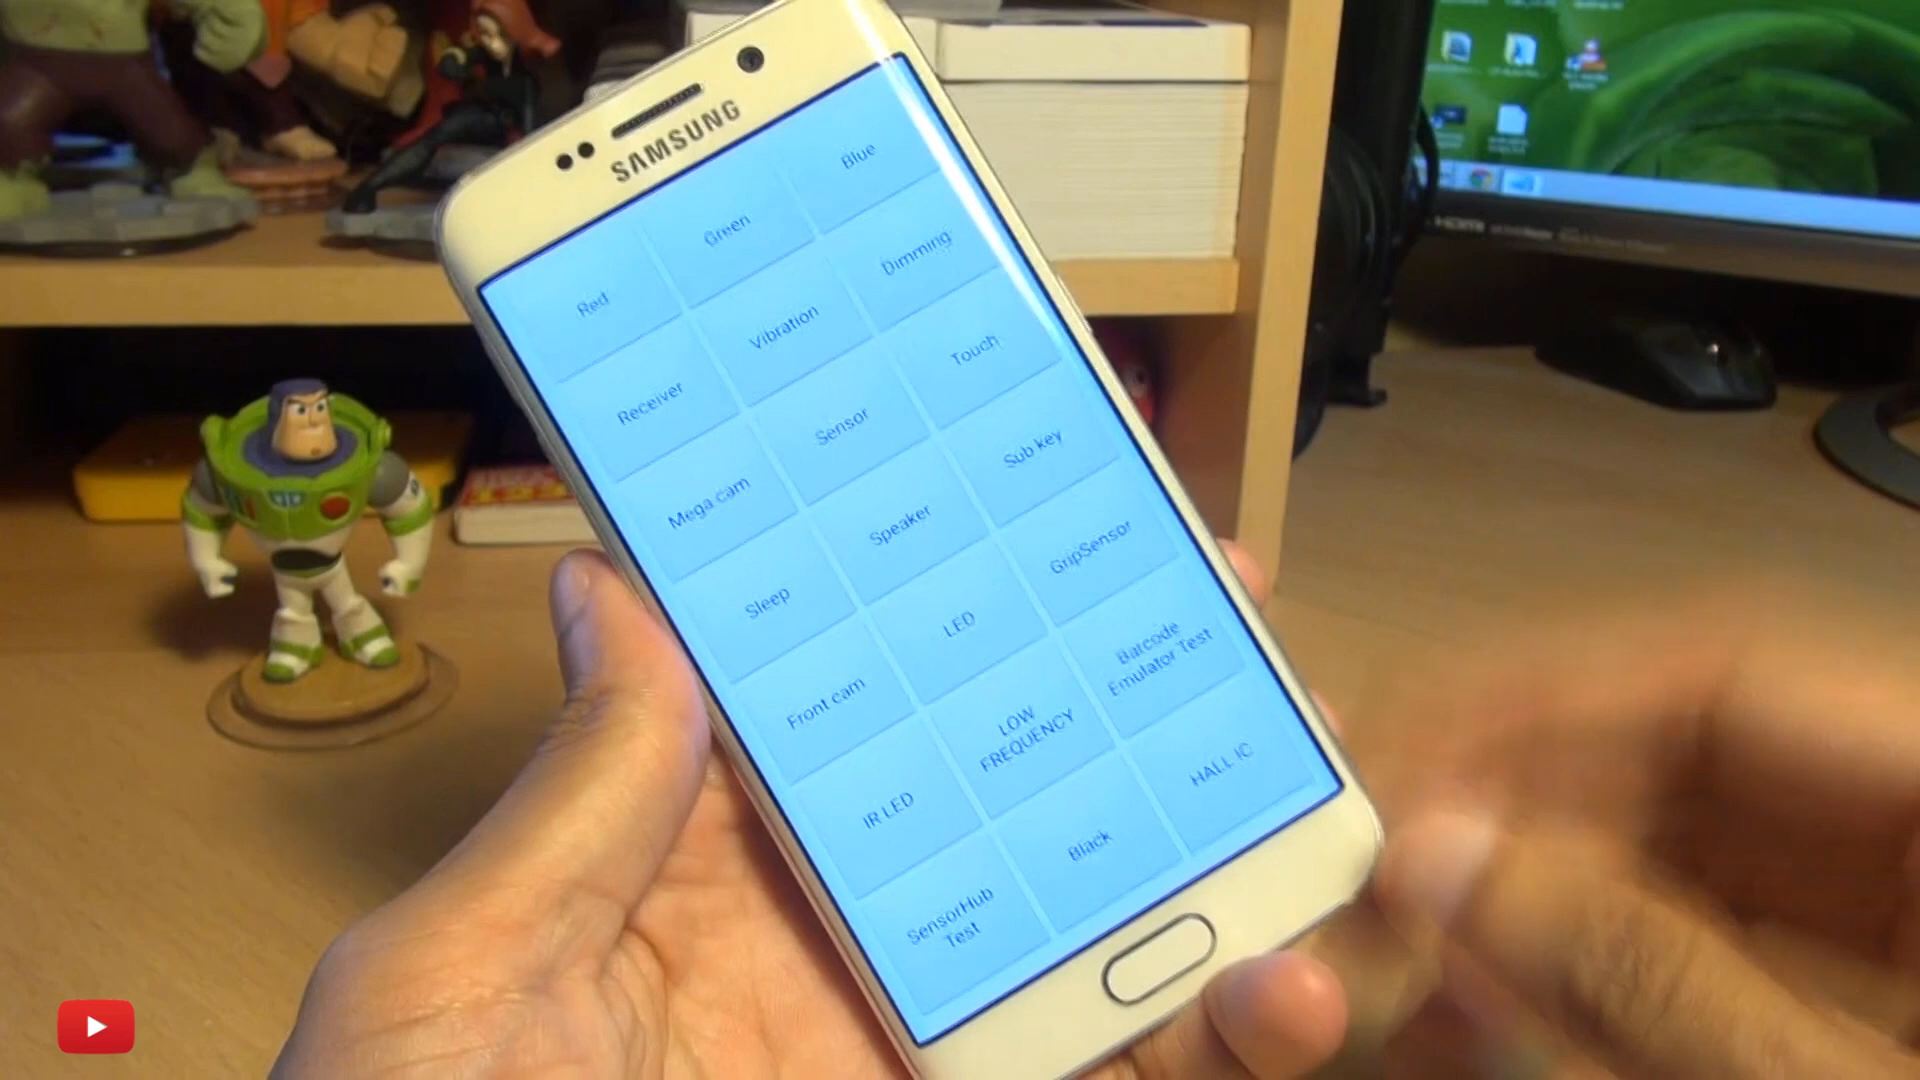 SAMSUNG
Red
Green
Blue
Receiver
Vibration
Dimming
Mega cam
Sensor
Touch
Sleep
Speaker
Sub key
Front cam
LED
GripSensor
IR LED
LOW
FREQUENCY
Barcode
Emulator Test
SensorHub
Test
Black
HALL IC
HDMI